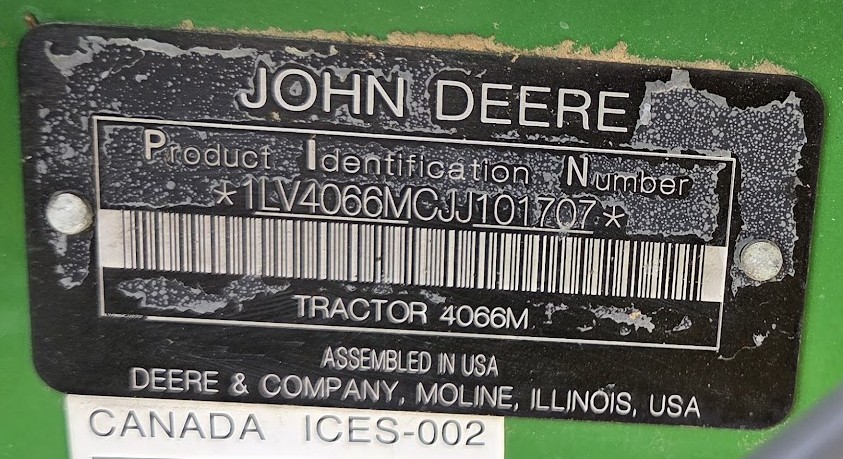 JOHN DEERE
Product Identification Number
*1LV4066MCJJ101707*
TRACTOR 4066M
ASSEMBLED IN USA
DEERE & COMPANY, MOLINE, ILLINOIS, USA
CANADA ICES-002